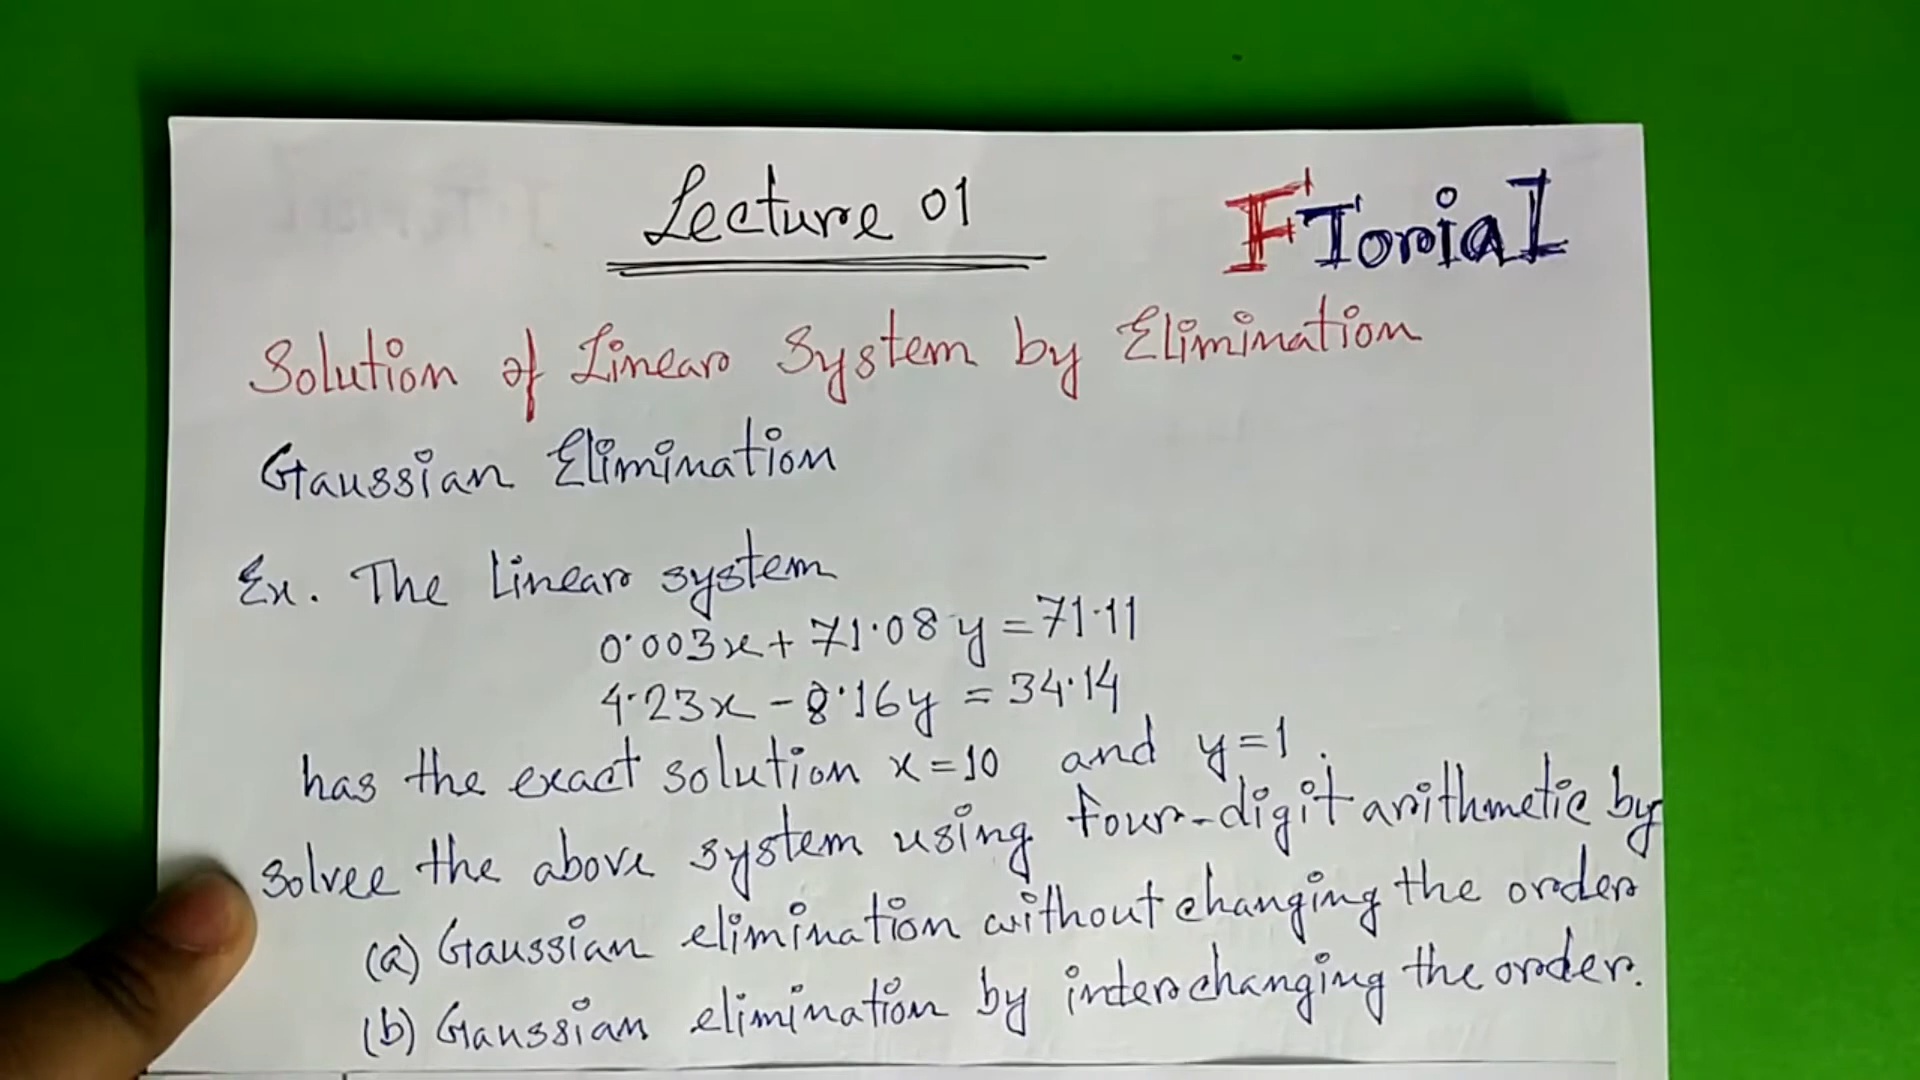 Lecture 01
FTorial
Solution of Linear System by Elimination
Gaussian Elimination
Ex. The linear system
0.003x + 71.08y = 71.11
4.23x - 8.16y = 34.14
has the exact solution x = 10 and y = 1.
Solvee the above system using four-digit arithmetic by
(a) Gaussian elimination without changing the order
(b) Gaussian elimination by interchanging the order.